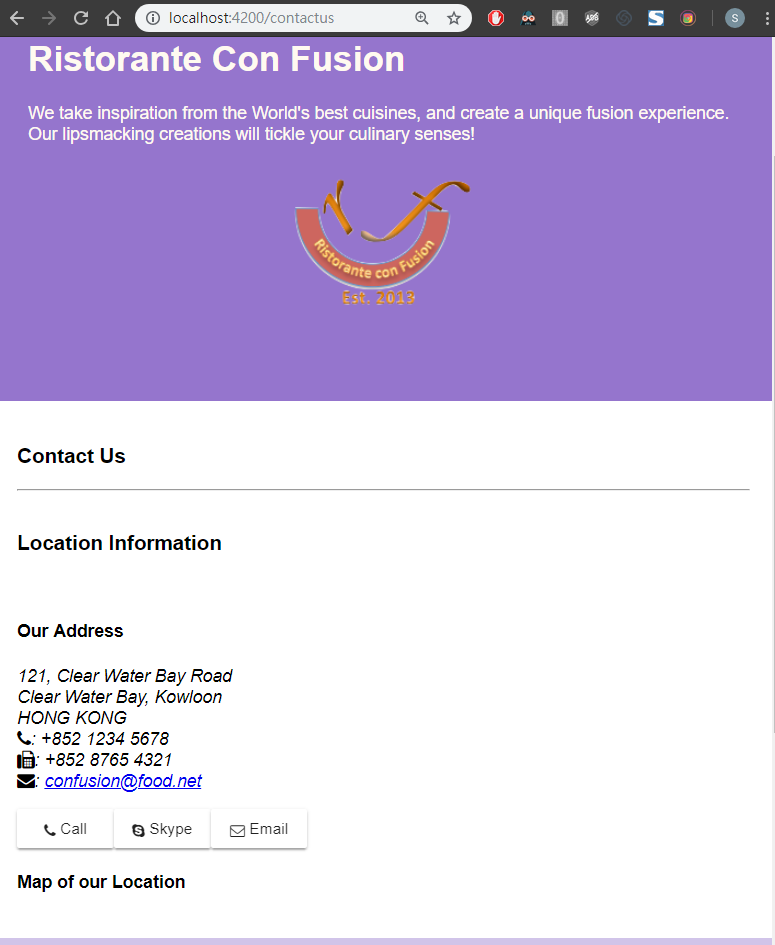 localhost:4200/contactus
ABS
S
Ristorante Con Fusion
We take inspiration from the World's best cuisines, and create a unique fusion experience.
Our lipsmacking creations will tickle your culinary senses!
Ristorante con Fusion
Est. 2013
Contact Us
Location Information
Our Address
121, Clear Water Bay Road
Clear Water Bay, Kowloon
HONG KONG
: +852 1234 5678
: +852 8765 4321
: confusion@food.net
Call Skype Email
Map of our Location